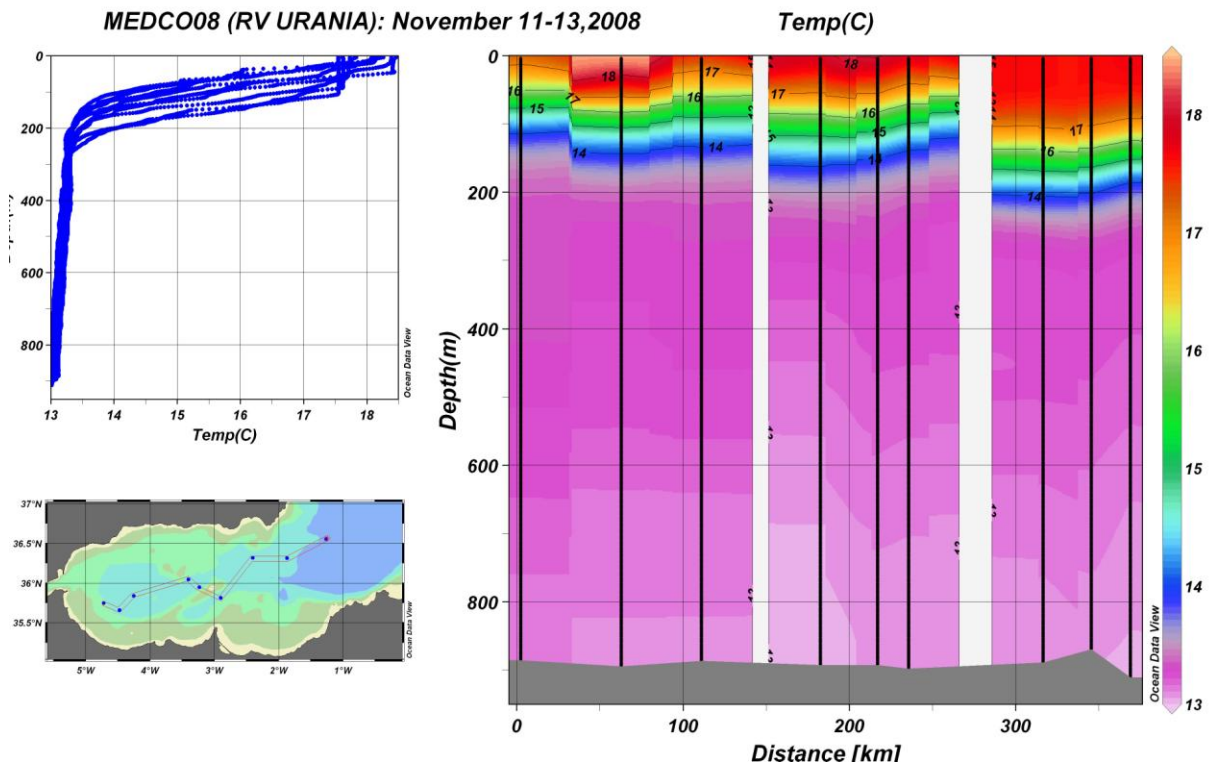 MEDCO08 (RV URANIA): November 11-13,2008
Temp(C)
0
200
400
600
800
13
14
15
16
17
18
Temp(C)
Ocean Data View
37°N
36.5°N
36°N
35.5°N
5°W
4°W
3°W
2°W
1°W
Ocean Data View
0
200
400
600
800
Depth(m)
16
15
17
18
14
17
16
14
17
15
18
16
15
14
17
16
14
0
100
200
300
Distance [km]
Ocean Data View
18
17
16
15
14
13